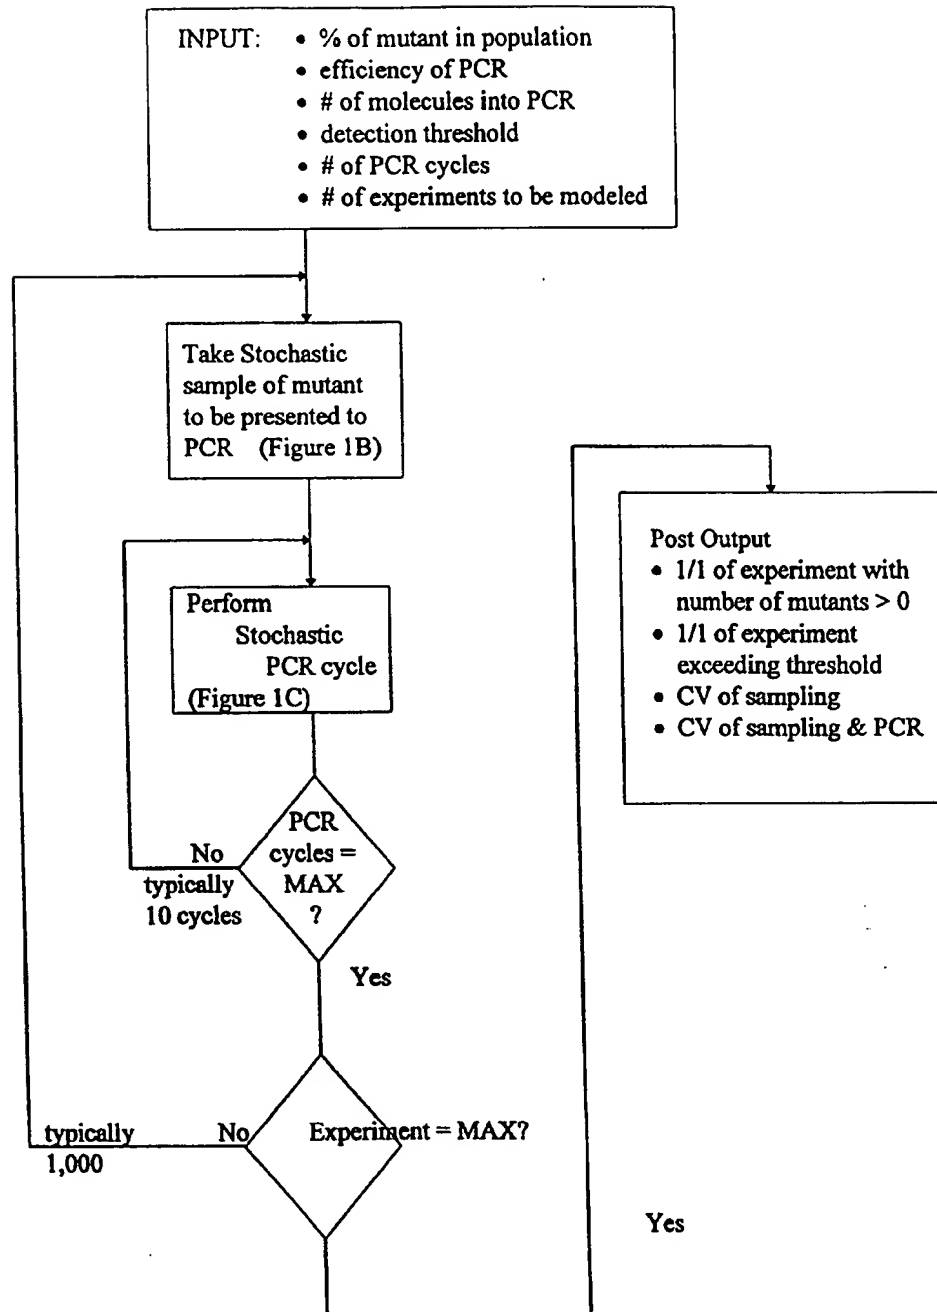 INPUT: • % of mutant in population
• efficiency of PCR
• # of molecules into PCR
• detection threshold
• # of PCR cycles
• # of experiments to be modeled
Take Stochastic
sample of mutant
to be presented to
PCR (Figure 1B)
Perform
Stochastic
PCR cycle
(Figure 1C)
PCR
cycles =
MAX
?
No
typically
10 cycles
Yes
Experiment = MAX?
No
typically
1,000
Yes
Post Output
• 1/1 of experiment with
number of mutants > 0
• 1/1 of experiment
exceeding threshold
• CV of sampling
• CV of sampling & PCR